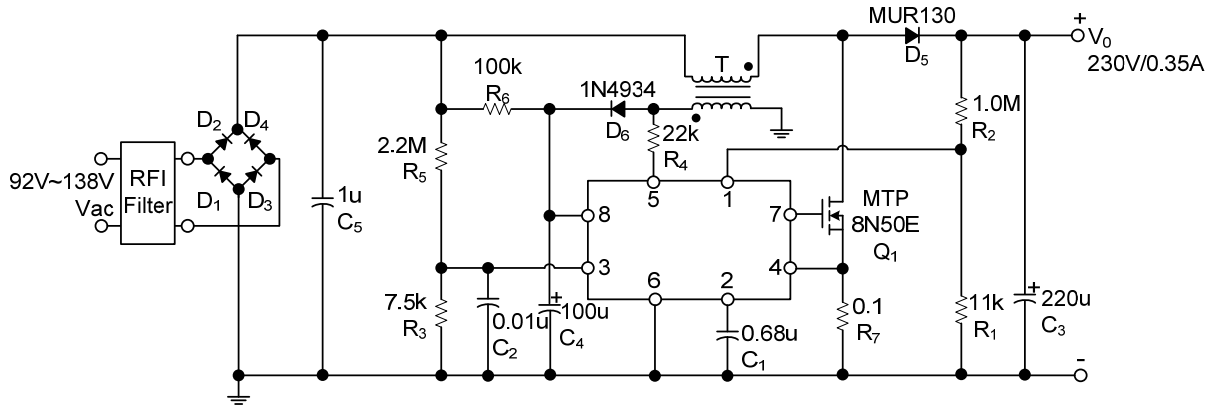 MUR130
+
V0
D5
230V/0.35A
T
100k
R6
1N4934
D6
22k
R4
1.0M
R2
D2
D4
D1
D3
92V~138V
Vac
RFI
Filter
2.2M
R5
1u
C5
5
1
8
7
3
4
6
2
MTP
8N50E
Q1
7.5k
R3
0.01u
C2
+
100u
C4
0.68u
C1
0.1
R7
11k
R1
+
220u
C3
-